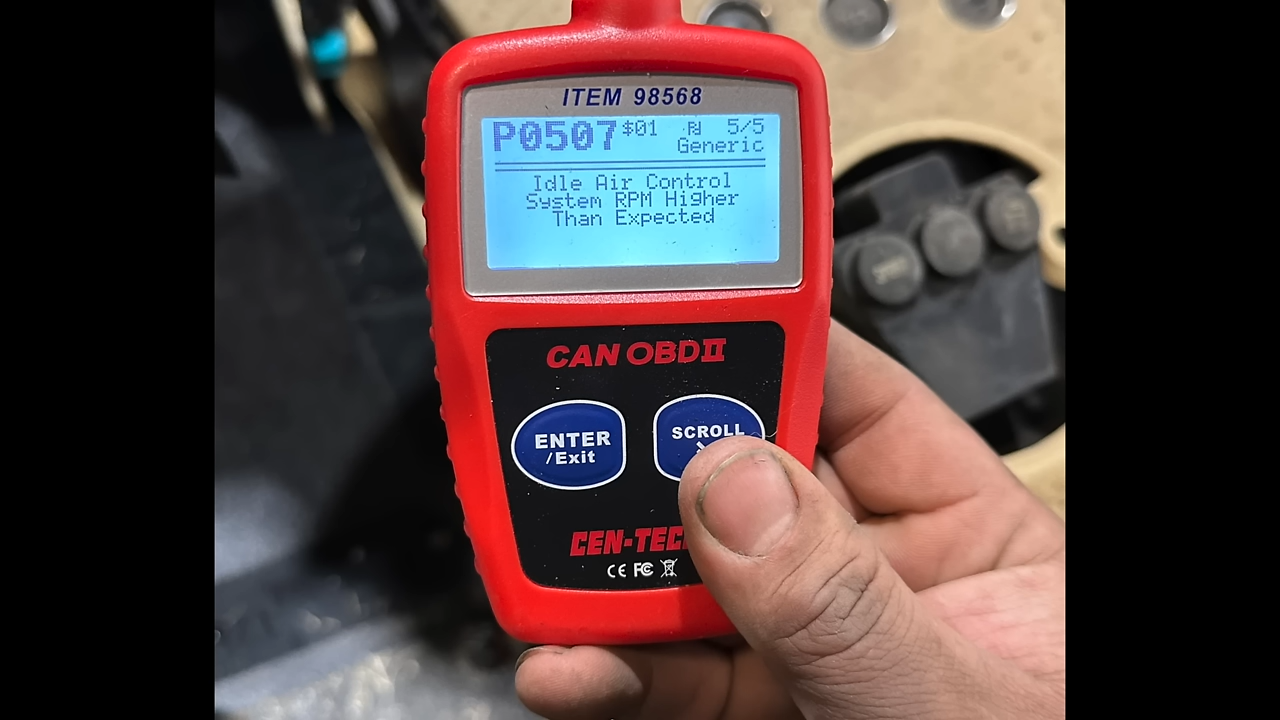 ITEM 98568
P0507 $01 5/5
Generic
Idle Air Control
System RPM Higher
Than Expected
CAN OBDII
ENTER
/Exit
SCROLL
CEN-TEC
CE FC